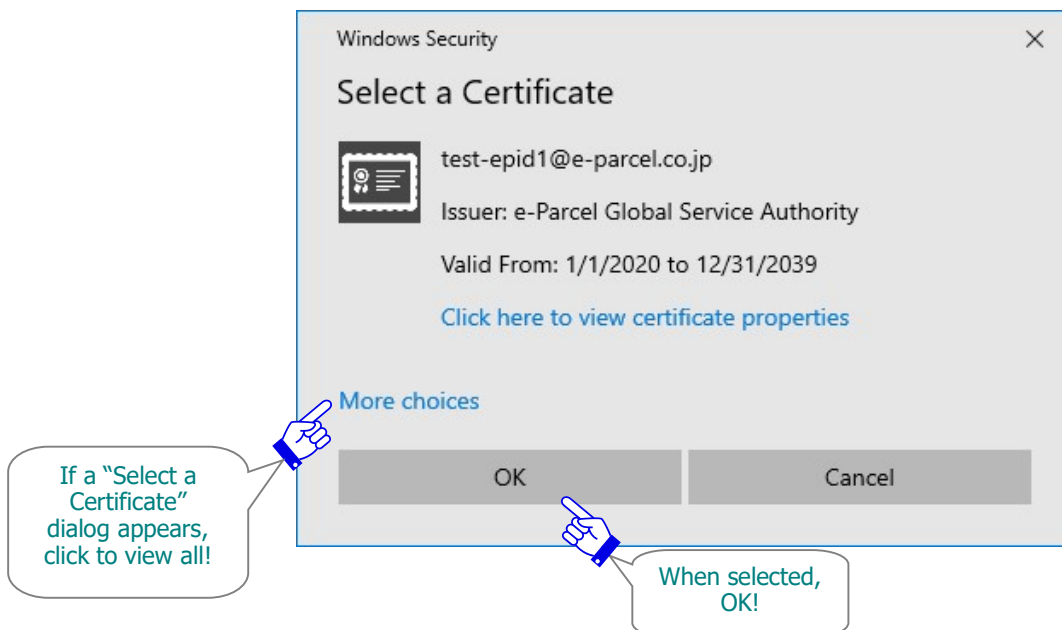 Windows Security
Select a Certificate
test-epid1@e-parcel.co.jp
Issuer: e-Parcel Global Service Authority
Valid From: 1/1/2020 to 12/31/2039
Click here to view certificate properties
More choices
OK
Cancel
If a “Select a
Certificate”
dialog appears,
click to view all!
When selected,
OK!